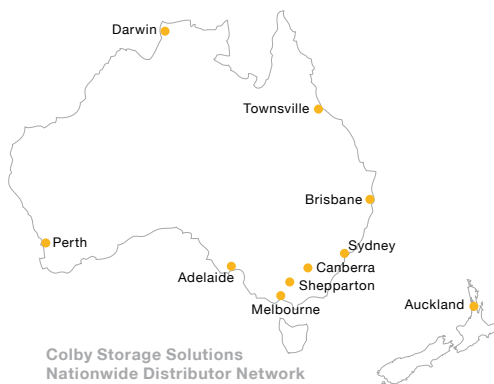 Darwin
Townsville
Brisbane
Perth
Sydney
Adelaide
Canberra
Shepparton
Melbourne
Auckland
Colby Storage Solutions
Nationwide Distributor Network